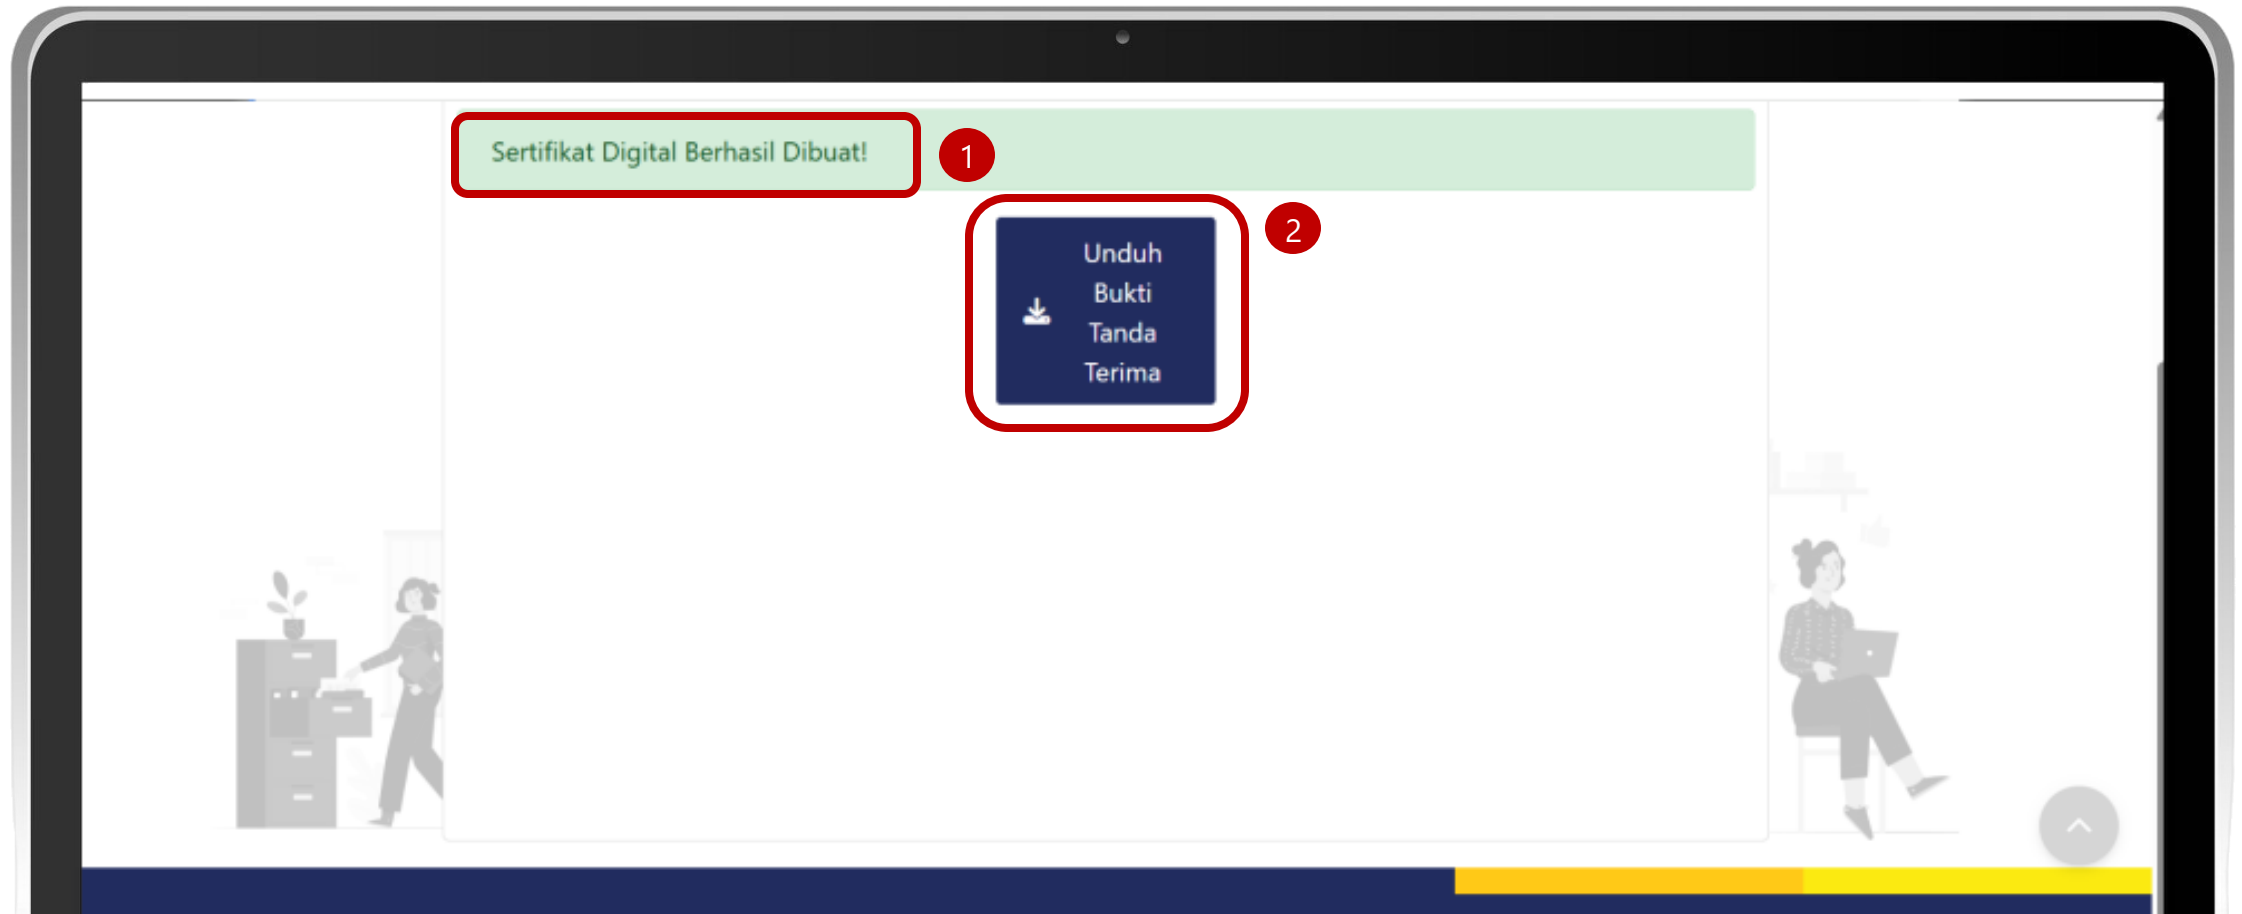 Sertifikat Digital Berhasil Dibuat!
1
2
Unduh
Bukti
Tanda
Terima